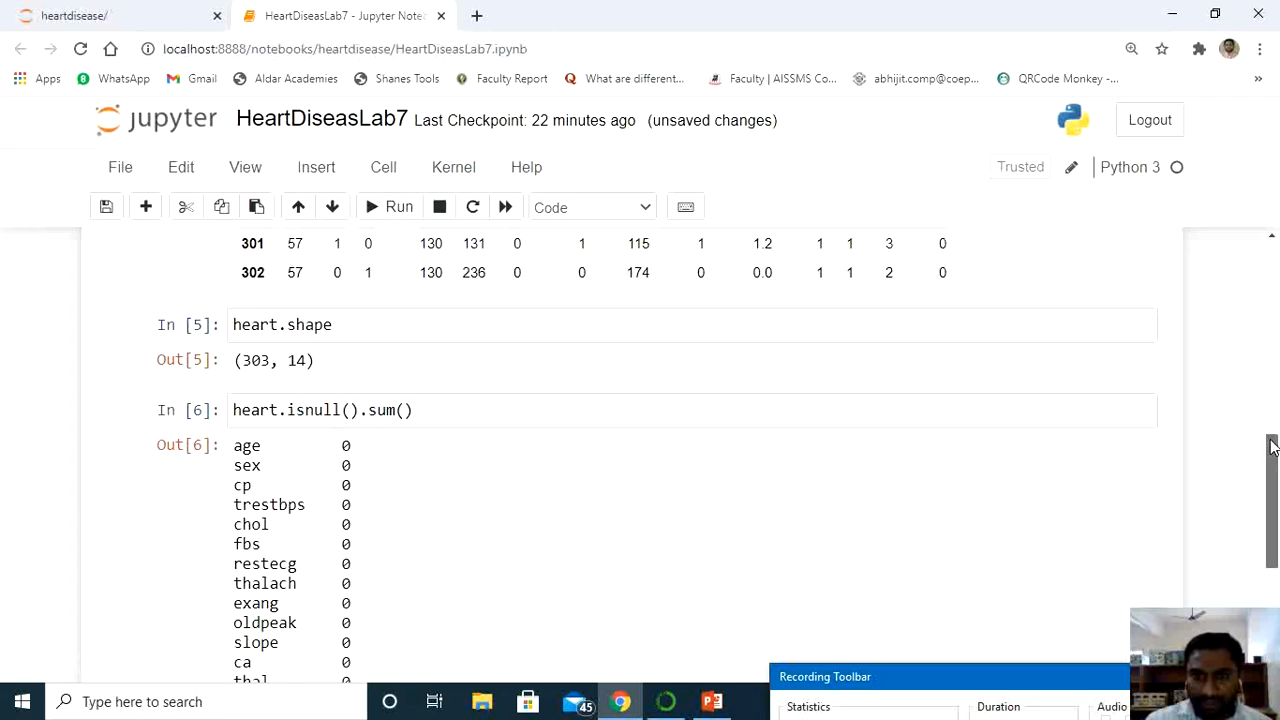 heartdisease/
HeartDiseasLab7 - Jupyter Note
localhost:8888/notebooks/heartdisease/HeartDiseasLab7.ipynb
Apps WhatsApp Gmail Aldar Academies Shanes Tools Faculty Report What are different... Faculty | AISSMS Co... abhijit.comp@coep... QRCode Monkey -... »
jupyter HeartDiseasLab7 Last Checkpoint: 22 minutes ago (unsaved changes) Logout
File Edit View Insert Cell Kernel Help Trusted Python 3
Run Code
301 57 1 0 130 131 0 1 115 1 1.2 1 1 3 0
302 57 0 1 130 236 0 0 174 0 0.0 1 1 2 0
In [5]: heart.shape
Out[5]: (303, 14)
In [6]: heart.isnull().sum()
Out[6]: age 0
sex 0
cp 0
trestbps 0
chol 0
fbs 0
restecg 0
thalach 0
exang 0
oldpeak 0
slope 0
ca 0
thal
Recording Toolbar
Statistics Duration Audio
Type here to search
45